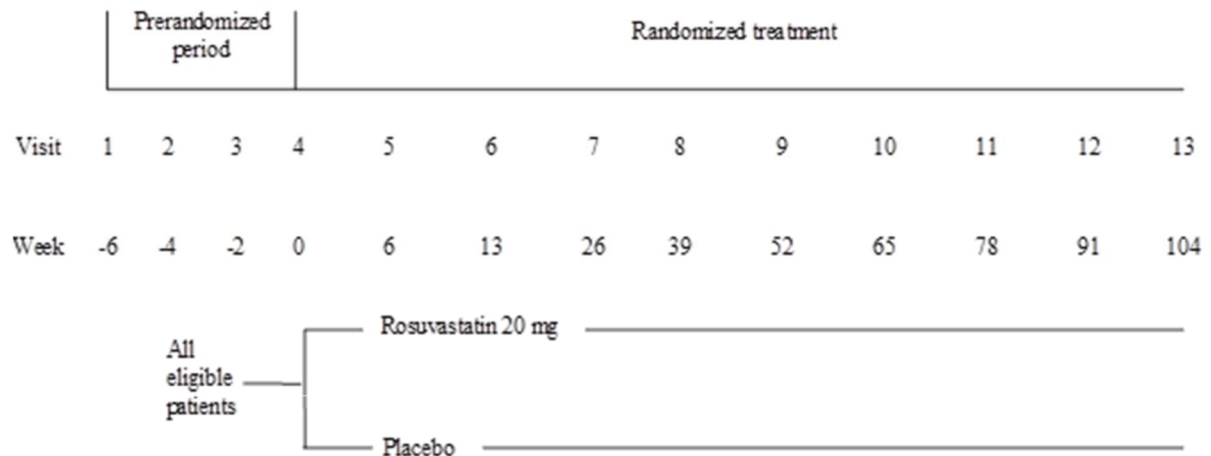 Prerandomized
period
Randomized treatment
Visit 1 2 3 4 5 6 7 8 9 10 11 12 13
Week -6 -4 -2 0 6 13 26 39 52 65 78 91 104
Rosuvastatin 20 mg
All
eligible
patients
Placebo